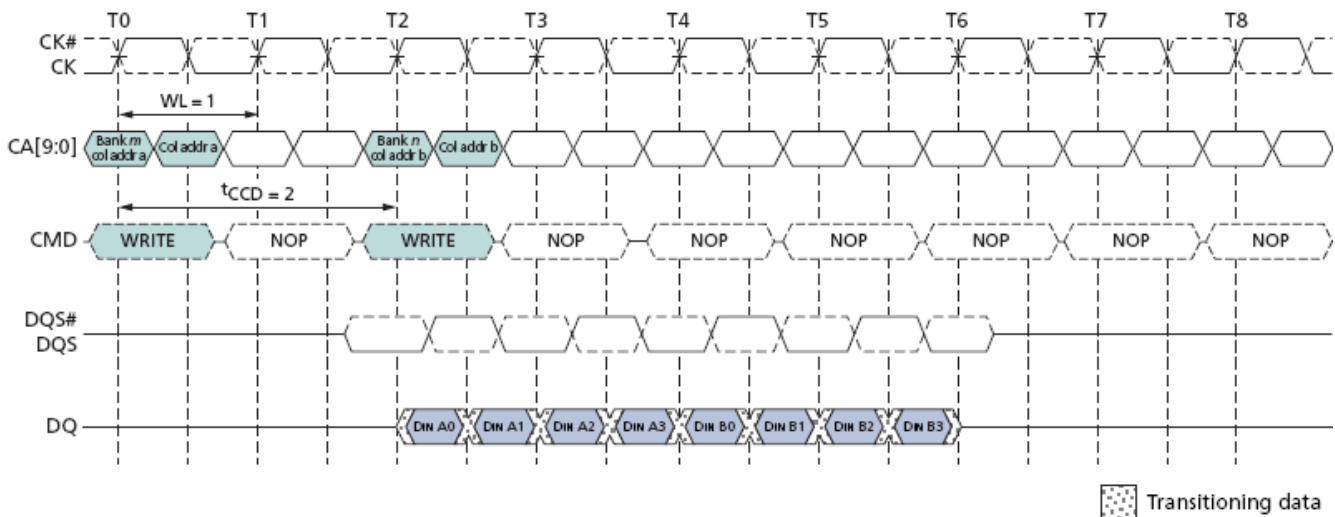 T0 T1 T2 T3 T4 T5 T6 T7 T8
CK#
CK
WL = 1
CA[9:0] Bank m col addr a Col addr a Bank n col addr b Col addr b
tCCD = 2
CMD WRITE NOP WRITE NOP NOP NOP NOP NOP NOP
DQS#
DQS
DQ DIN A0 DIN A1 DIN A2 DIN A3 DIN B0 DIN B1 DIN B2 DIN B3
Transitioning data